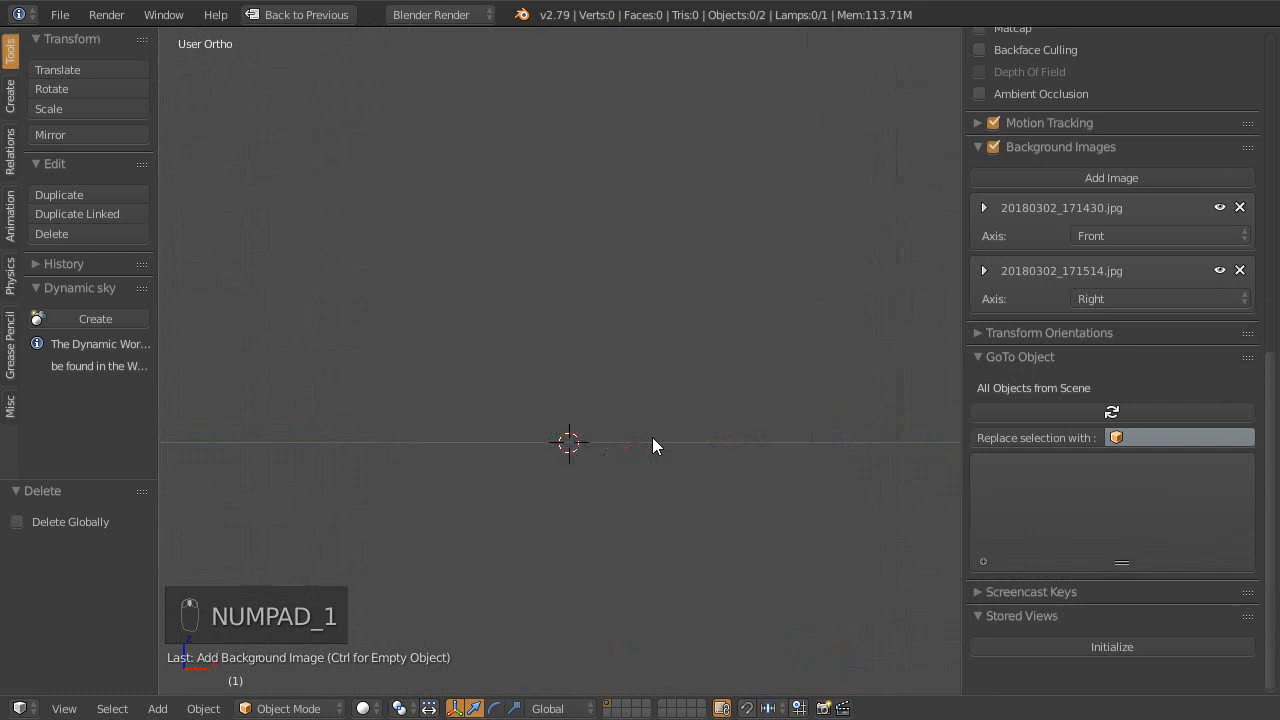 File Render Window Help Back to Previous Blender Render v2.79 | Verts:0 | Faces:0 | Tris:0 | Objects:0/2 | Lamps:0/1 | Mem:113.71M
Tools
Create
Relations
Animation
Physics
Grease Pencil
Misc
Transform
Translate
Rotate
Scale
Mirror
Edit
Duplicate
Duplicate Linked
Delete
History
Dynamic sky
Create
The Dynamic Wor...
be found in the W...
Delete
Delete Globally
User Ortho
NUMPAD_1
z
Last: Add Background Image (Ctrl for Empty Object)
(1)
Matcap
Backface Culling
Depth Of Field
Ambient Occlusion
Motion Tracking
Background Images
Add Image
20180302_171430.jpg
Axis: Front
20180302_171514.jpg
Axis: Right
Transform Orientations
GoTo Object
All Objects from Scene
Replace selection with :
Screencast Keys
Stored Views
Initialize
View Select Add Object Object Mode Global